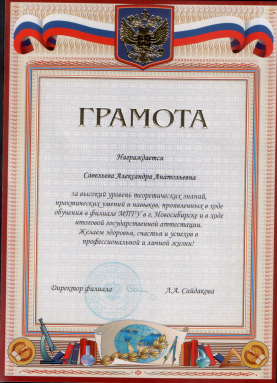 ГРАМОТА
Награждается
Савельева Александра Анатольевна
за высокий уровень теоретических знаний,
практических умений и навыков, проявленных в ходе
обучения в филиале МПГУ в г. Новосибирске и в ходе
итоговой государственной аттестации.
Желаем здоровья, счастья и успехов в
профессиональной и личной жизни!
Директор филиала А.А. Сайдакова